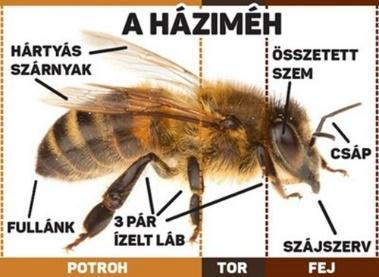 A HÁZIMÉH
HÁRTYÁS
SZÁRNYAK
ÖSSZETETT
SZEM
CSÁP
FULLÁNK
3 PÁR
ÍZELT LÁB
SZÁJSZERV
POTROH
TOR
FEJ